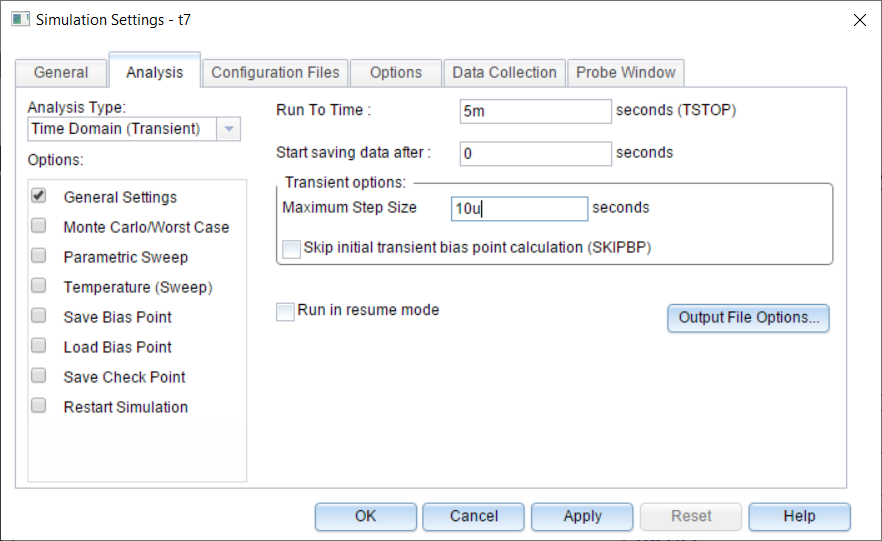 Simulation Settings - t7
General Analysis Configuration Files Options Data Collection Probe Window
Analysis Type:
Time Domain (Transient)
Options:
General Settings
Monte Carlo/Worst Case
Parametric Sweep
Temperature (Sweep)
Save Bias Point
Load Bias Point
Save Check Point
Restart Simulation
Run To Time : 5m seconds (TSTOP)
Start saving data after : 0 seconds
Transient options:
Maximum Step Size 10u seconds
Skip initial transient bias point calculation (SKIPBP)
Run in resume mode
Output File Options...
OK Cancel Apply Reset Help